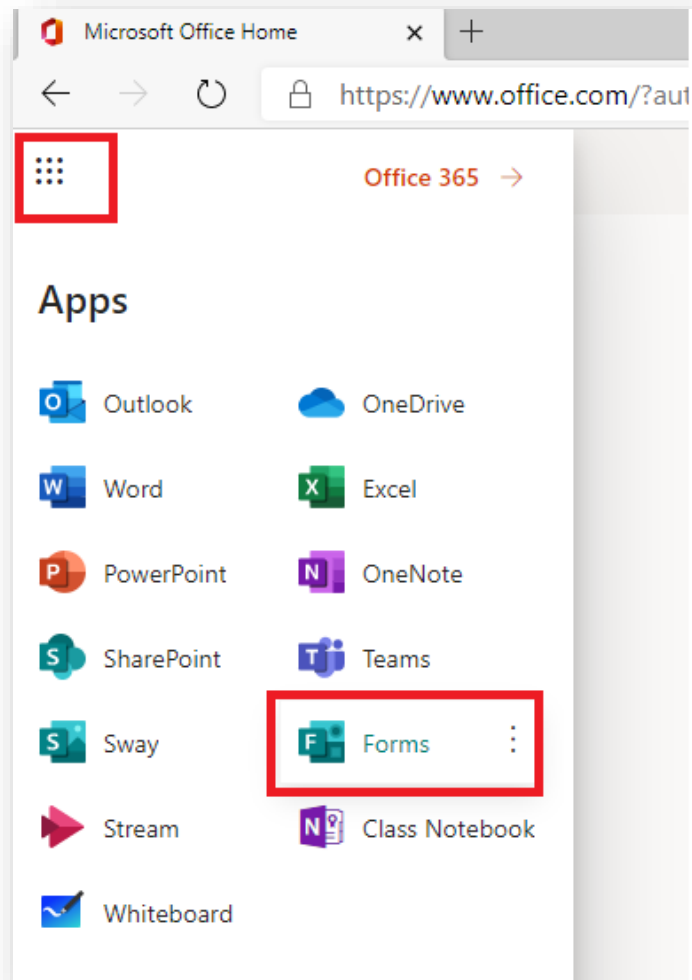 Microsoft Office Home
https://www.office.com/?aut
Office 365 →
Apps
Outlook OneDrive
Word Excel
PowerPoint OneNote
SharePoint Teams
Sway Forms
Stream Class Notebook
Whiteboard